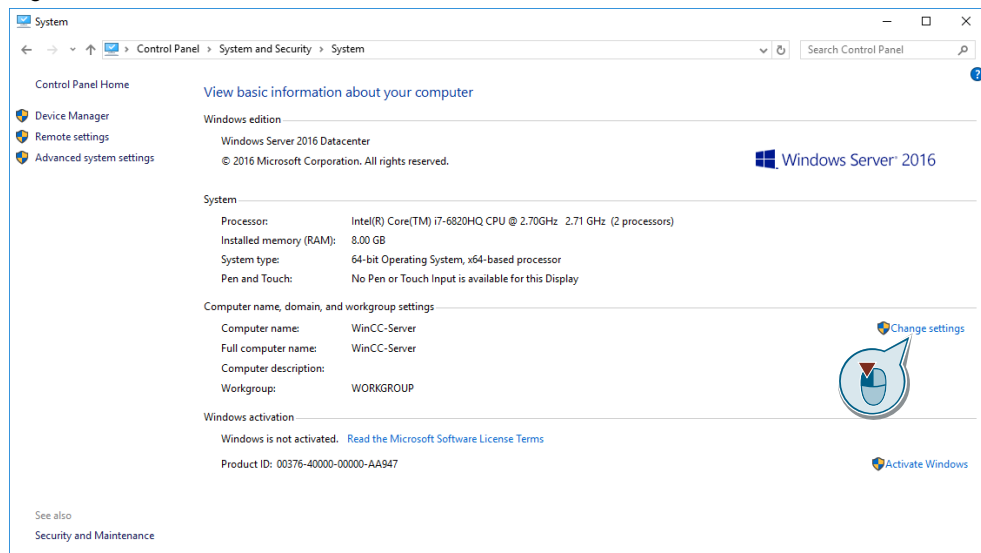 System
Control Panel > System and Security > System
Search Control Panel
Control Panel Home
Device Manager
Remote settings
Advanced system settings
View basic information about your computer
Windows edition
Windows Server 2016 Datacenter
© 2016 Microsoft Corporation. All rights reserved.
Windows Server® 2016
System
Processor: Intel(R) Core(TM) i7-6820HQ CPU @ 2.70GHz 2.71 GHz (2 processors)
Installed memory (RAM): 8.00 GB
System type: 64-bit Operating System, x64-based processor
Pen and Touch: No Pen or Touch Input is available for this Display
Computer name, domain, and workgroup settings
Computer name: WinCC-Server
Change settings
Full computer name: WinCC-Server
Computer description:
Workgroup: WORKGROUP
Windows activation
Windows is not activated. Read the Microsoft Software License Terms
Product ID: 00376-40000-00000-AA947
Activate Windows
See also
Security and Maintenance